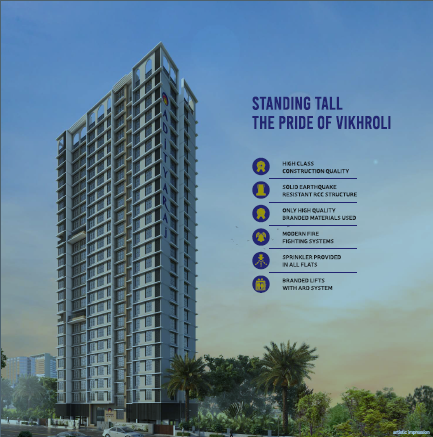 ADITYARAJ
STANDING TALL
THE PRIDE OF VIKHROLI
HIGH CLASS
CONSTRUCTION QUALITY
SOLID EARTHQUAKE
RESISTANT RCC STRUCTURE
ONLY HIGH QUALITY
BRANDED MATERIALS USED
MODERN FIRE
FIGHTING SYSTEMS
SPRINKLER PROVIDED
IN ALL FLATS
BRANDED LIFTS
WITH ARD SYSTEM
artistic impression